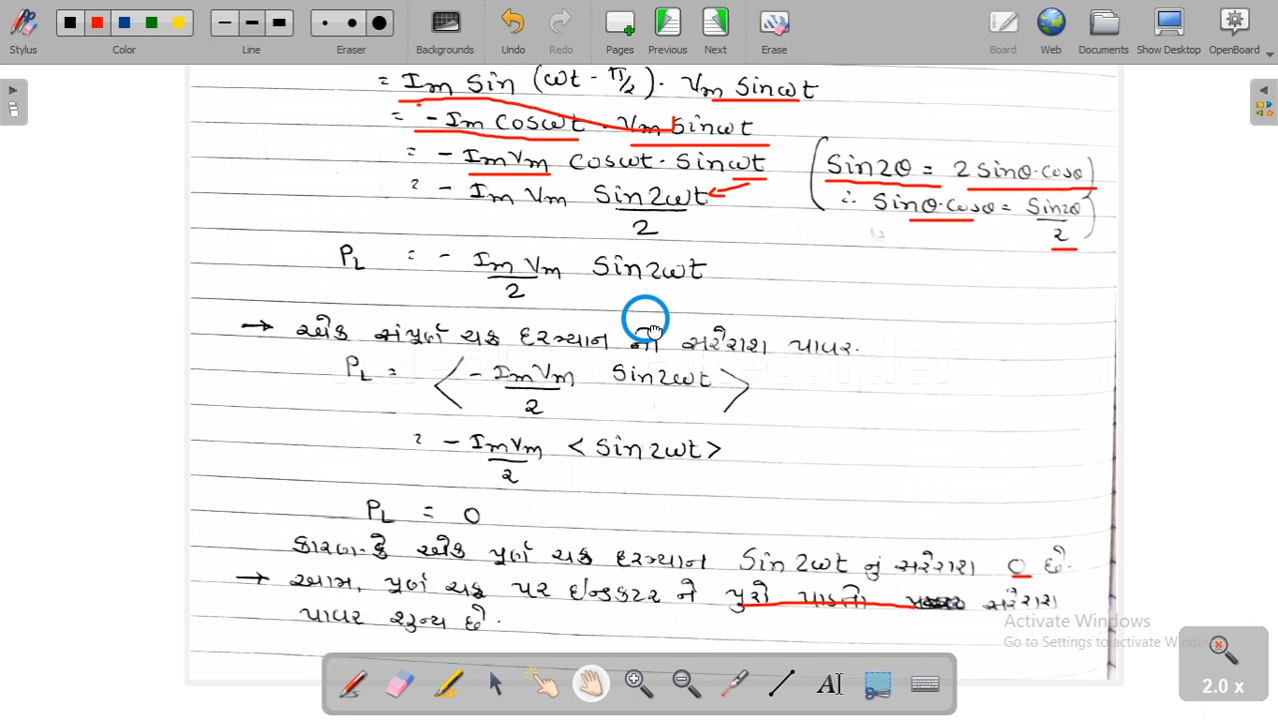 Stylus Color Line Eraser Backgrounds Undo Redo Pages Previous Next Erase Board Web Documents Show Desktop OpenBoard
= Im Sin (ωt - π/2) · Vm Sinωt
= - Im Cosωt · Vm Sinωt
= - ImVm Cosωt · Sinωt
(Sin2θ = 2 Sinθ·cosθ)
= - Im Vm Sin2ωt/2
∴ Sinθ·cosθ = Sin2θ/2
PL = - Im Vm/2 Sin2ωt
→ એક સંપૂર્ણ ચક્ર દરમ્યાન ની સરેરાશ પાવર.
PL = < - ImVm/2 Sin2ωt >
= - ImVm/2 <Sin2ωt>
PL = 0
કારણ-કે એક પૂર્ણ ચક્ર દરમ્યાન Sin2ωt નું સરેરાશ 0 છે.
→ આમ, પૂર્ણ ચક્ર પર ઇન્ડક્ટર ને પુરો પાડતો સરેરાશ
પાવર શૂન્ય છે.
Activate Windows
Go to Settings to activate Windows
2.0 x